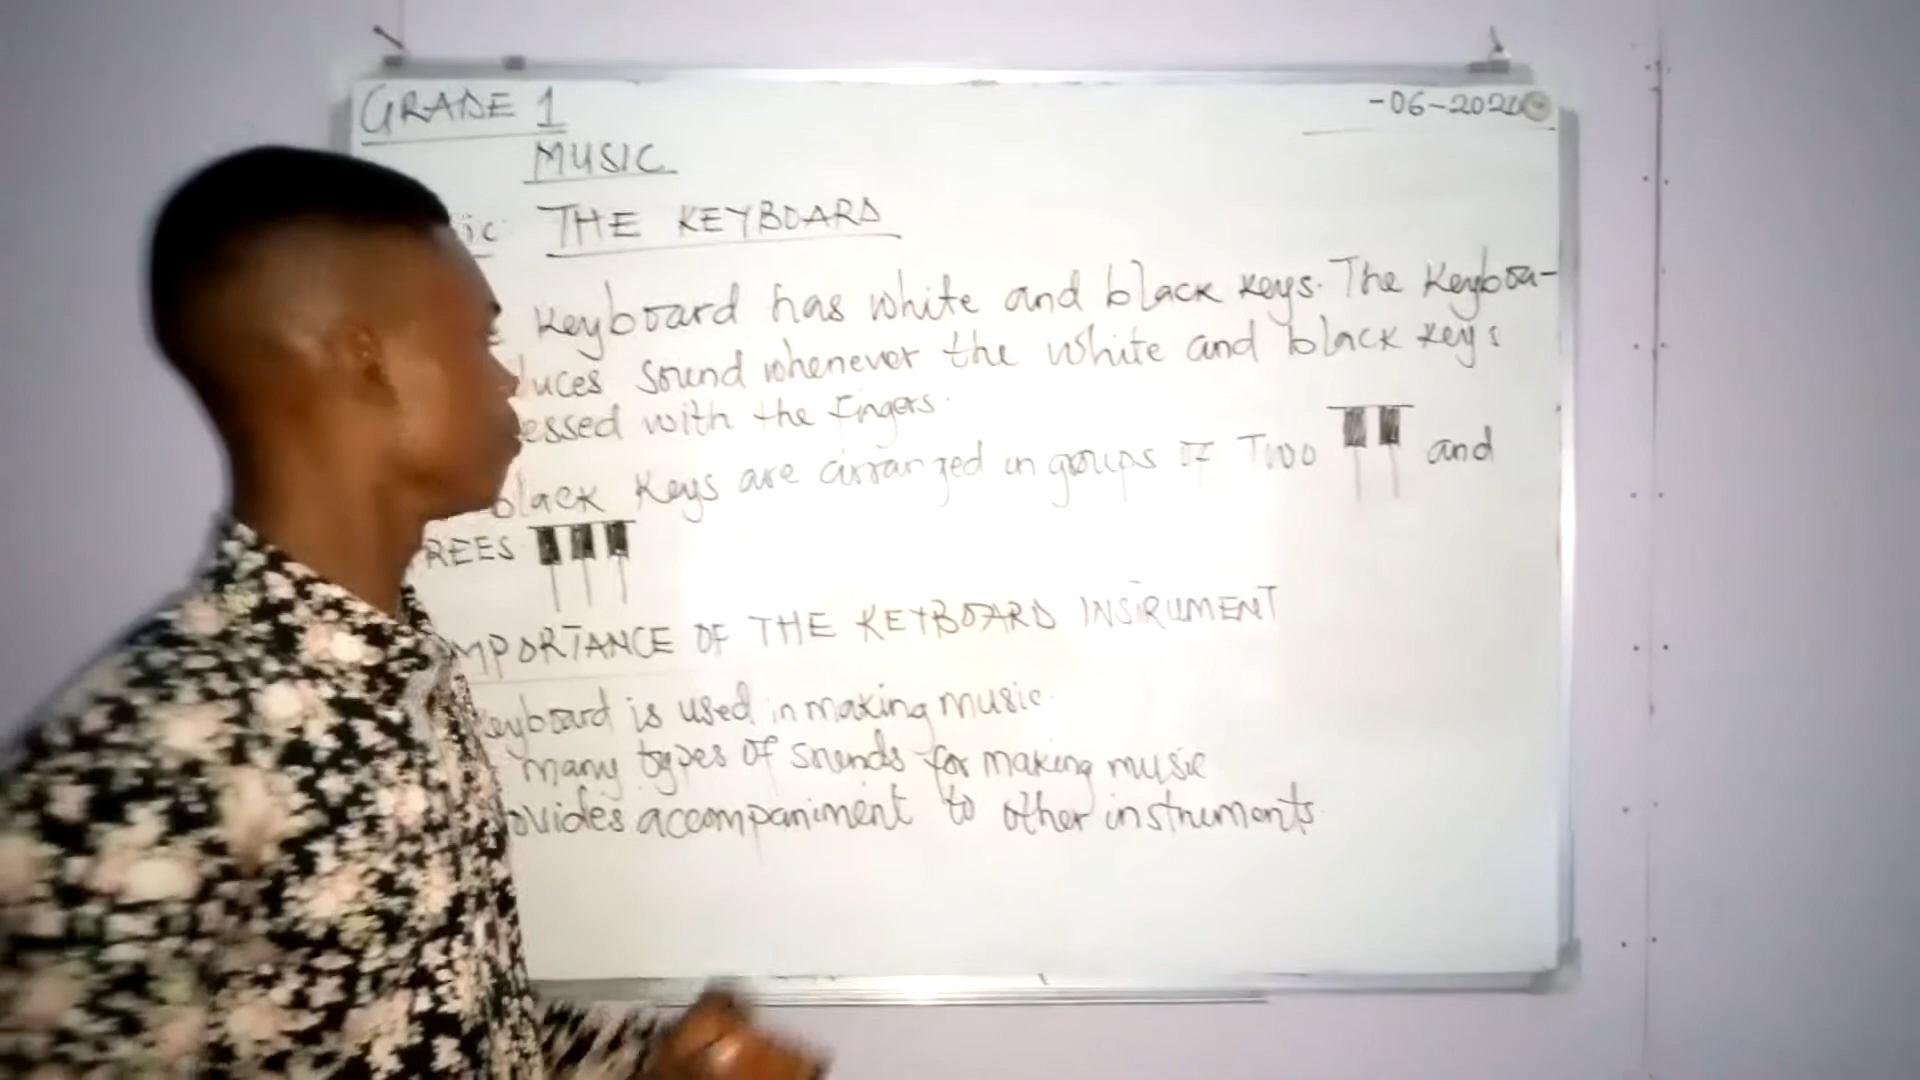 GRADE 1
-06-2020
MUSIC
THE KEYBOARD
Keyboard has white and black keys. The Keyboa-
duces sound whenever the white and black keys
essed with the fingers.
black keys are arranged in groups of Two and
REES
MPORTANCE OF THE KEYBOARD INSTRUMENT
Keyboard is used in making music.
many types of sounds for making music
ovides accompaniment to other instruments.